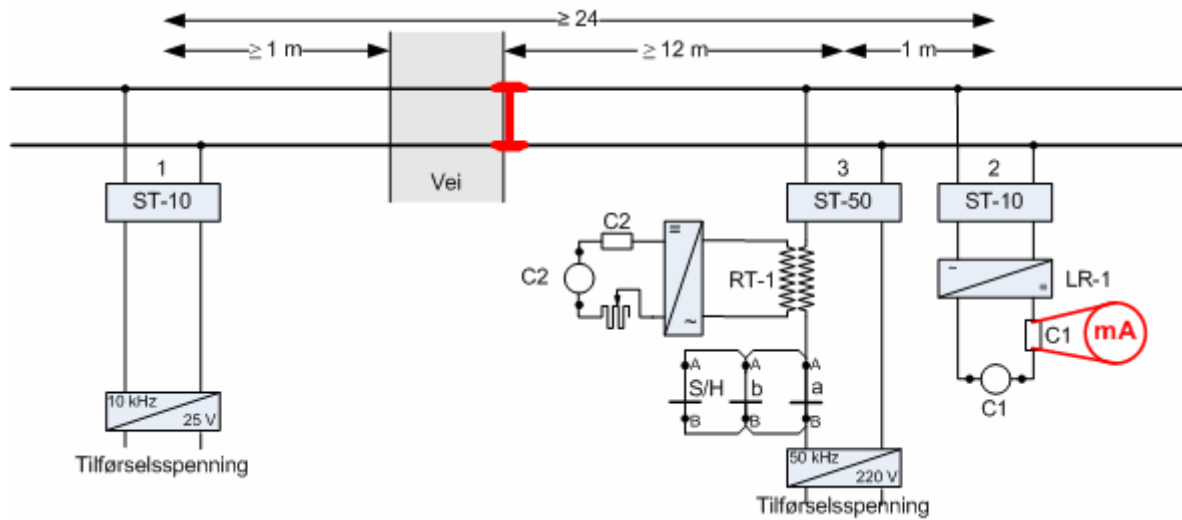 ≥ 24
≥ 1 m
≥ 12 m
1 m
1
Vei
3
2
ST-10
ST-50
ST-10
C2
=
C2
RT-1
~
~
=
LR-1
C1
mA
C1
A
A
A
S/H
b
a
B
B
B
10 kHz
25 V
Tilførselsspenning
50 kHz
220 V
Tilførselsspenning